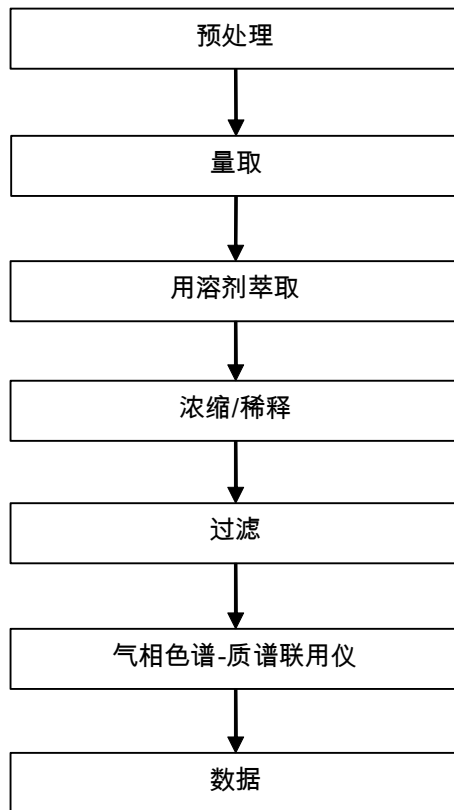 预处理
量取
用溶剂萃取
浓缩/稀释
过滤
气相色谱-质谱联用仪
数据